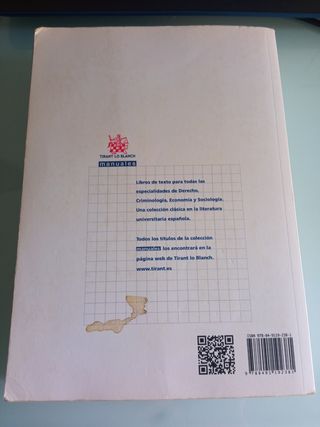 TIRANT LO BLANCH
manuales
Libros de texto para todas las
especialidades de Derecho,
Criminología, Economía y Sociología.
Una colección clásica en la literatura
universitaria española.
Todos los títulos de la colección
manuales los encontrará en la
página web de Tirant lo Blanch.
www.tirant.es